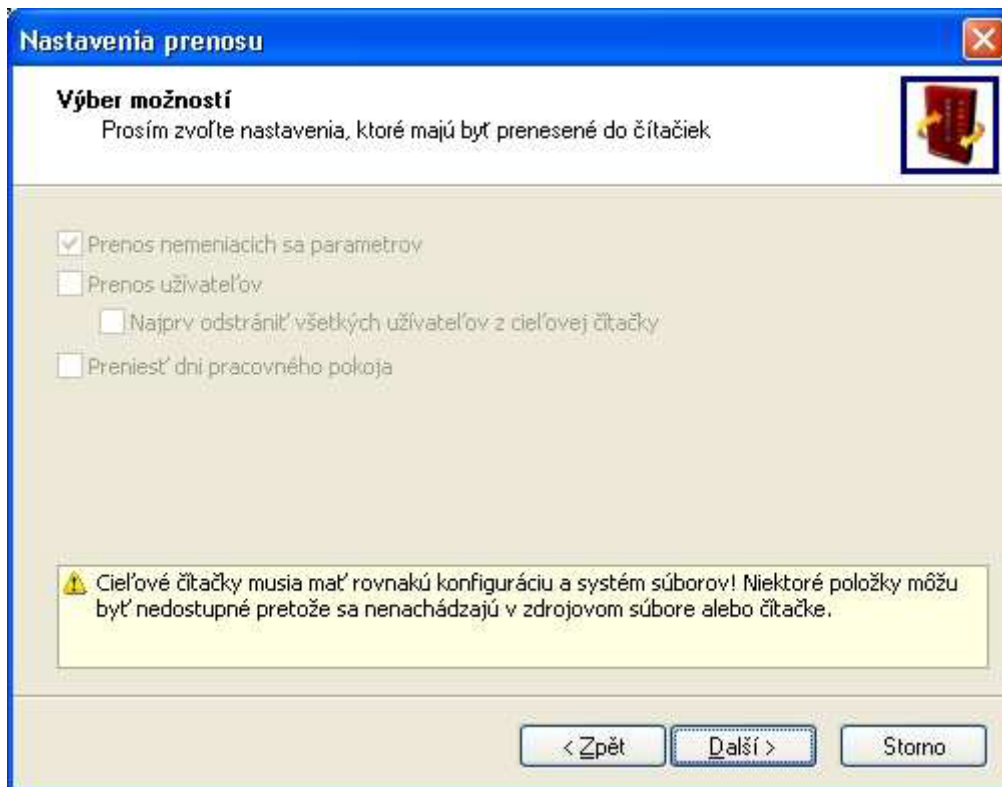 Nastavenia prenosu
Výber možností
Prosím zvoľte nastavenia, ktoré majú byť prenesené do čítačiek
Prenos nemeniacich sa parametrov
Prenos užívateľov
Najprv odstrániť všetkých užívateľov z cieľovej čítačky
Preniesť dni pracovného pokoja
Cieľové čítačky musia mať rovnakú konfiguráciu a systém súborov! Niektoré položky môžu
byť nedostupné pretože sa nenachádzajú v zdrojovom súbore alebo čítačke.
< Zpět
Další >
Storno